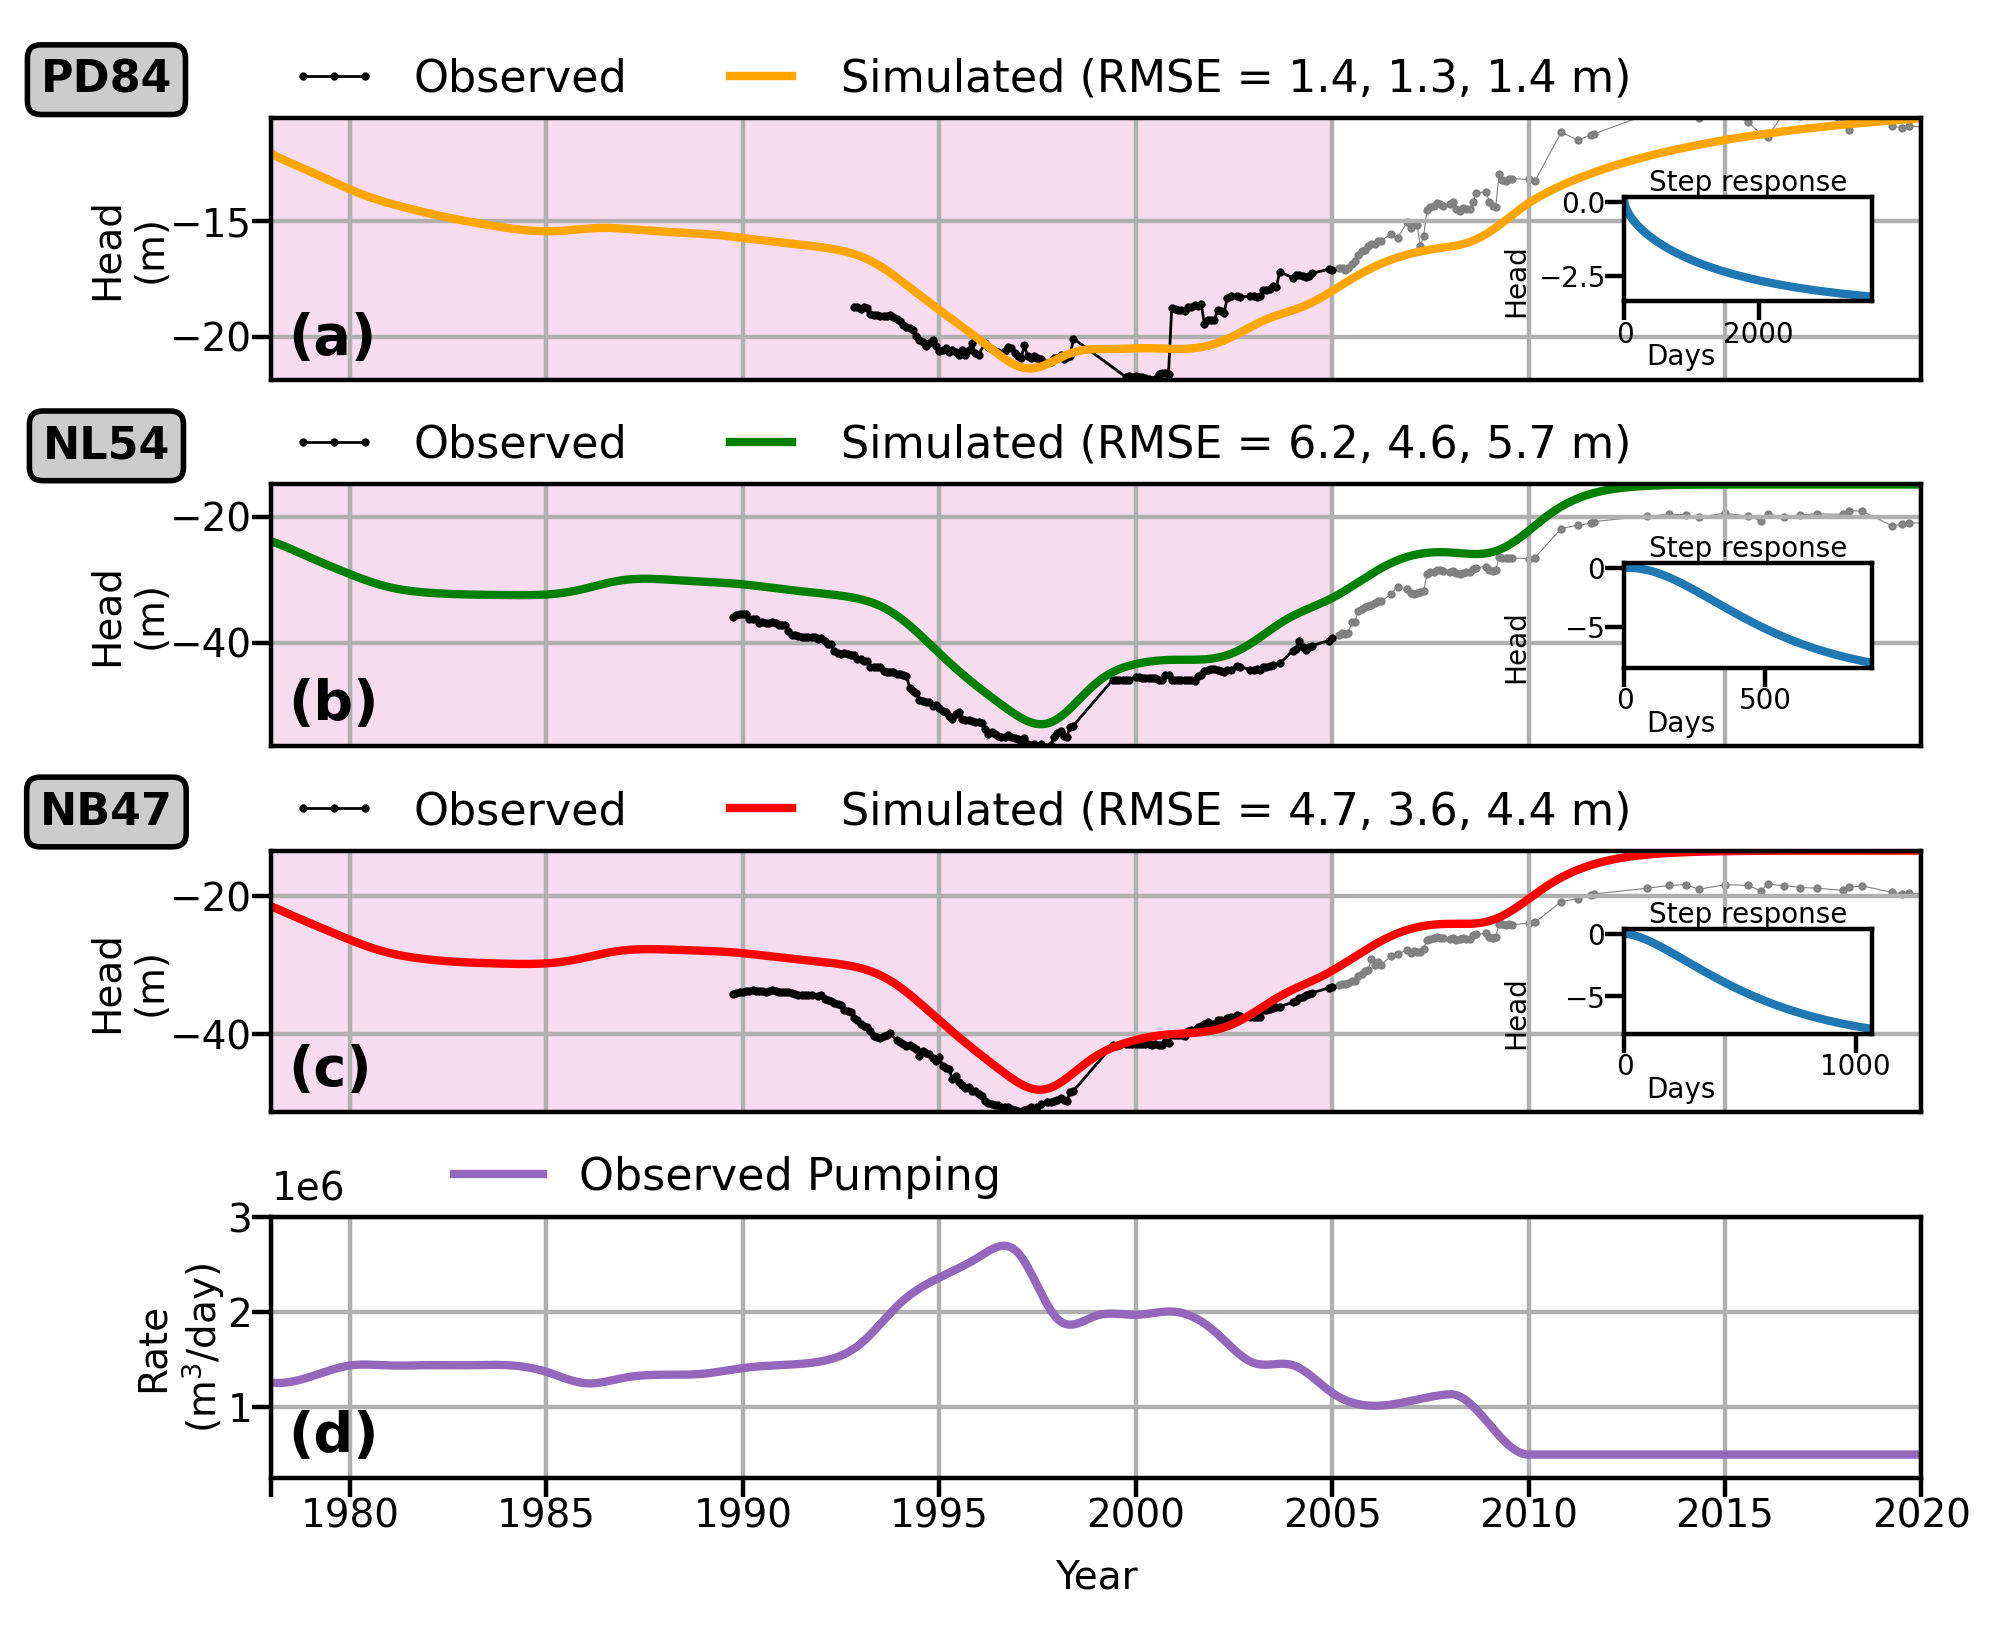 PD84
Observed
Simulated (RMSE = 1.4, 1.3, 1.4 m)
Head
(m)
−15
−20
(a)
Step response
Head
0.0
−2.5
0
2000
Days
NL54
Observed
Simulated (RMSE = 6.2, 4.6, 5.7 m)
Head
(m)
−20
−40
(b)
Step response
Head
0
−5
0
500
Days
NB47
Observed
Simulated (RMSE = 4.7, 3.6, 4.4 m)
Head
(m)
−20
−40
(c)
Step response
Head
0
−5
0
1000
Days
1e6
Observed Pumping
Rate
(m³/day)
3
2
1
(d)
1980 1985 1990 1995 2000 2005 2010 2015 2020
Year